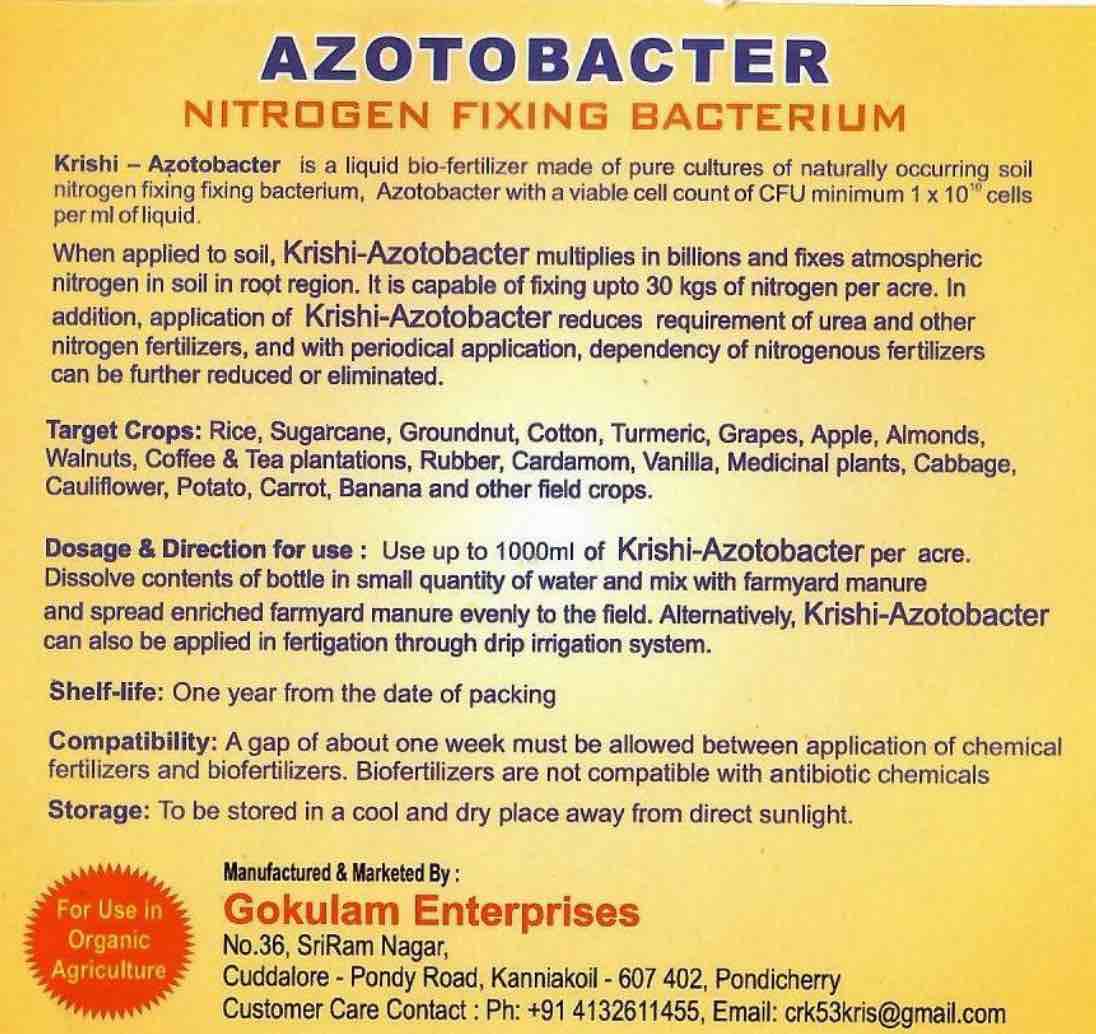 AZOTOBACTER
NITROGEN FIXING BACTERIUM
Krishi – Azotobacter is a liquid bio-fertilizer made of pure cultures of naturally occurring soil
nitrogen fixing fixing bacterium, Azotobacter with a viable cell count of CFU minimum 1 x 10¹⁰ cells
per ml of liquid.
When applied to soil, Krishi-Azotobacter multiplies in billions and fixes atmospheric
nitrogen in soil in root region. It is capable of fixing upto 30 kgs of nitrogen per acre. In
addition, application of Krishi-Azotobacter reduces requirement of urea and other
nitrogen fertilizers, and with periodical application, dependency of nitrogenous fertilizers
can be further reduced or eliminated.
Target Crops: Rice, Sugarcane, Groundnut, Cotton, Turmeric, Grapes, Apple, Almonds,
Walnuts, Coffee & Tea plantations, Rubber, Cardamom, Vanilla, Medicinal plants, Cabbage,
Cauliflower, Potato, Carrot, Banana and other field crops.
Dosage & Direction for use : Use up to 1000ml of Krishi-Azotobacter per acre.
Dissolve contents of bottle in small quantity of water and mix with farmyard manure
and spread enriched farmyard manure evenly to the field. Alternatively, Krishi-Azotobacter
can also be applied in fertigation through drip irrigation system.
Shelf-life: One year from the date of packing
Compatibility: A gap of about one week must be allowed between application of chemical
fertilizers and biofertilizers. Biofertilizers are not compatible with antibiotic chemicals
Storage: To be stored in a cool and dry place away from direct sunlight.
For Use in
Organic
Agriculture
Manufactured & Marketed By :
Gokulam Enterprises
No.36, SriRam Nagar,
Cuddalore - Pondy Road, Kanniakoil - 607 402, Pondicherry
Customer Care Contact : Ph: +91 4132611455, Email: crk53kris@gmail.com